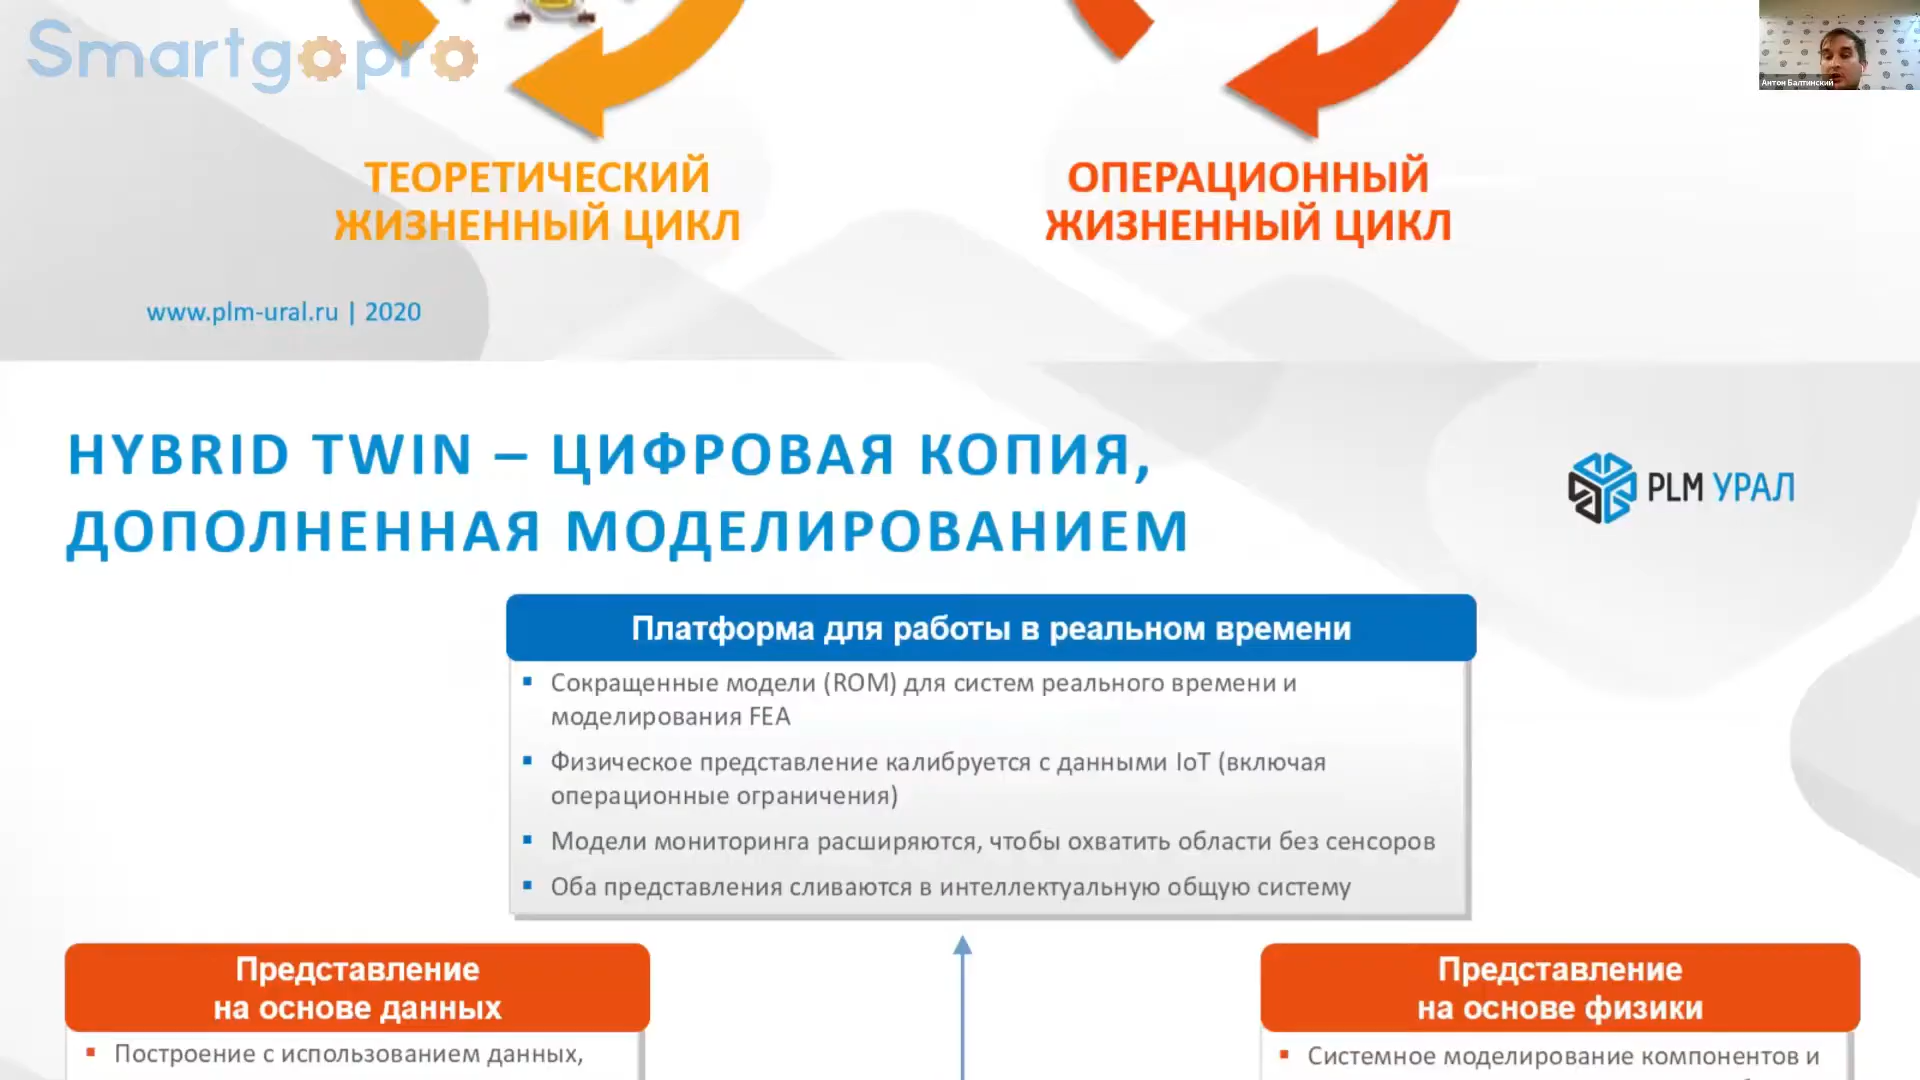 Smartgopro
Антон Балтинский
ТЕОРЕТИЧЕСКИЙ
ЖИЗНЕННЫЙ ЦИКЛ
ОПЕРАЦИОННЫЙ
ЖИЗНЕННЫЙ ЦИКЛ
www.plm-ural.ru | 2020
HYBRID TWIN – ЦИФРОВАЯ КОПИЯ,
ДОПОЛНЕННАЯ МОДЕЛИРОВАНИЕМ
PLM УРАЛ
Платформа для работы в реальном времени
▪ Сокращенные модели (ROM) для систем реального времени и
моделирования FEA
▪ Физическое представление калибруется с данными IoT (включая
операционные ограничения)
▪ Модели мониторинга расширяются, чтобы охватить области без сенсоров
▪ Оба представления сливаются в интеллектуальную общую систему
Представление
на основе данных
▪ Построение с использованием данных,
Представление
на основе физики
▪ Системное моделирование компонентов и